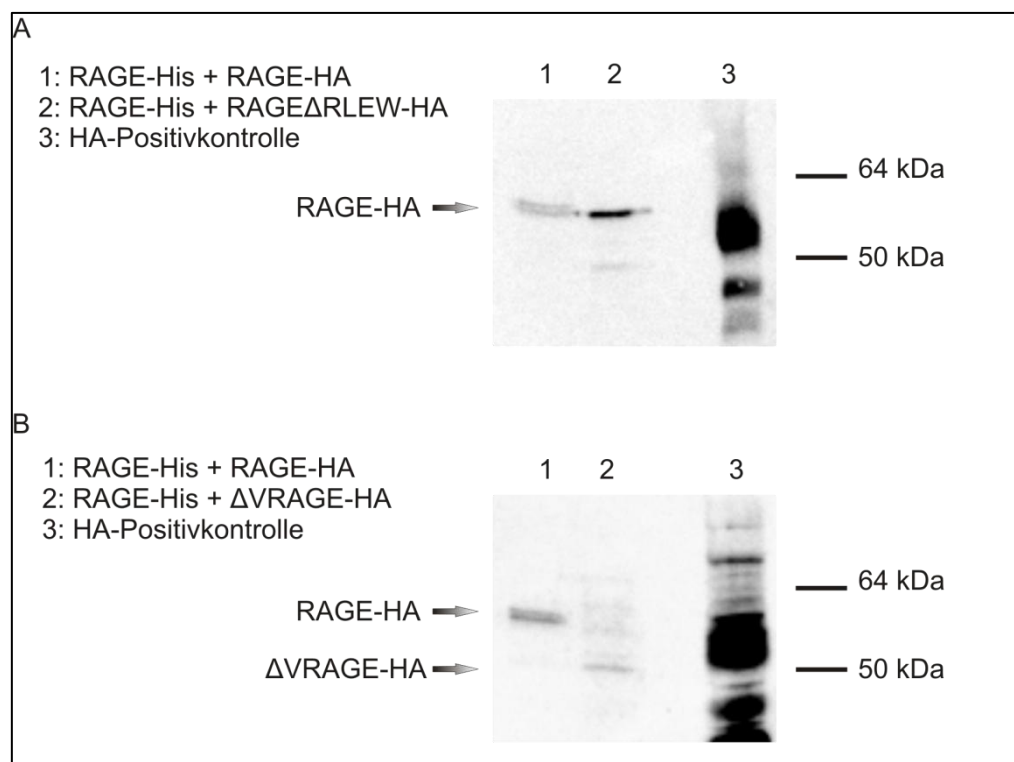 A
1: RAGE-His + RAGE-HA
2: RAGE-His + RAGEΔRLEW-HA
3: HA-Positivkontrolle
1 2 3
RAGE-HA
64 kDa
50 kDa
B
1: RAGE-His + RAGE-HA
2: RAGE-His + ΔVRAGE-HA
3: HA-Positivkontrolle
1 2 3
RAGE-HA
ΔVRAGE-HA
64 kDa
50 kDa